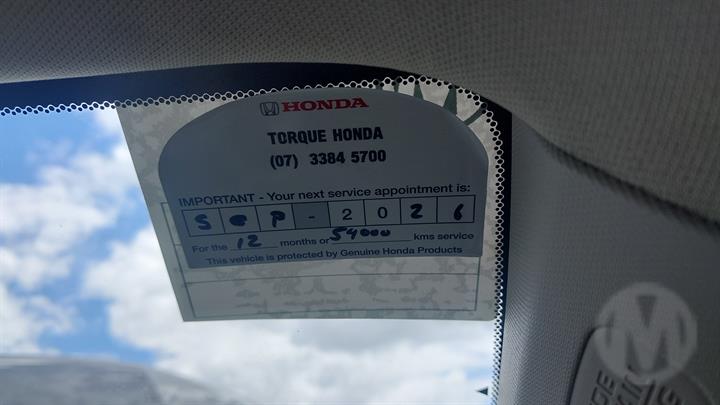 HONDA
TORQUE HONDA
(07) 3384 5700
IMPORTANT - Your next service appointment is:
Sep-2026
For the 12 months or 54000 kms service
This vehicle is protected by Genuine Honda Products
M